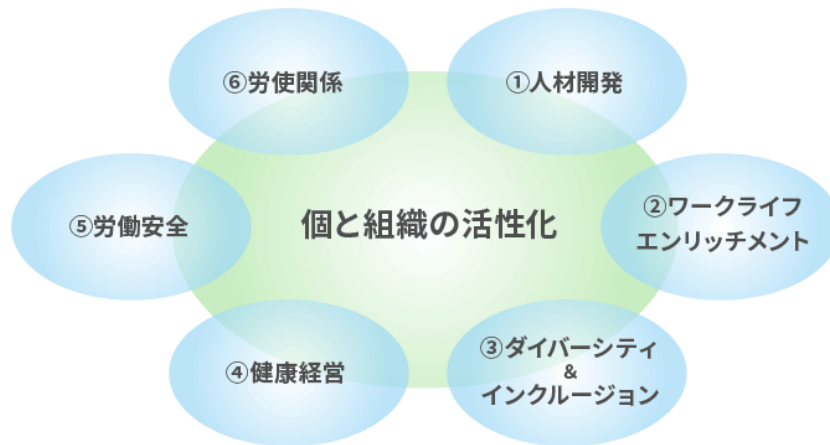 個と組織の活性化
①人材開発
②ワークライフ
エンリッチメント
③ダイバーシティ
&
インクルージョン
④健康経営
⑤労働安全
⑥労使関係